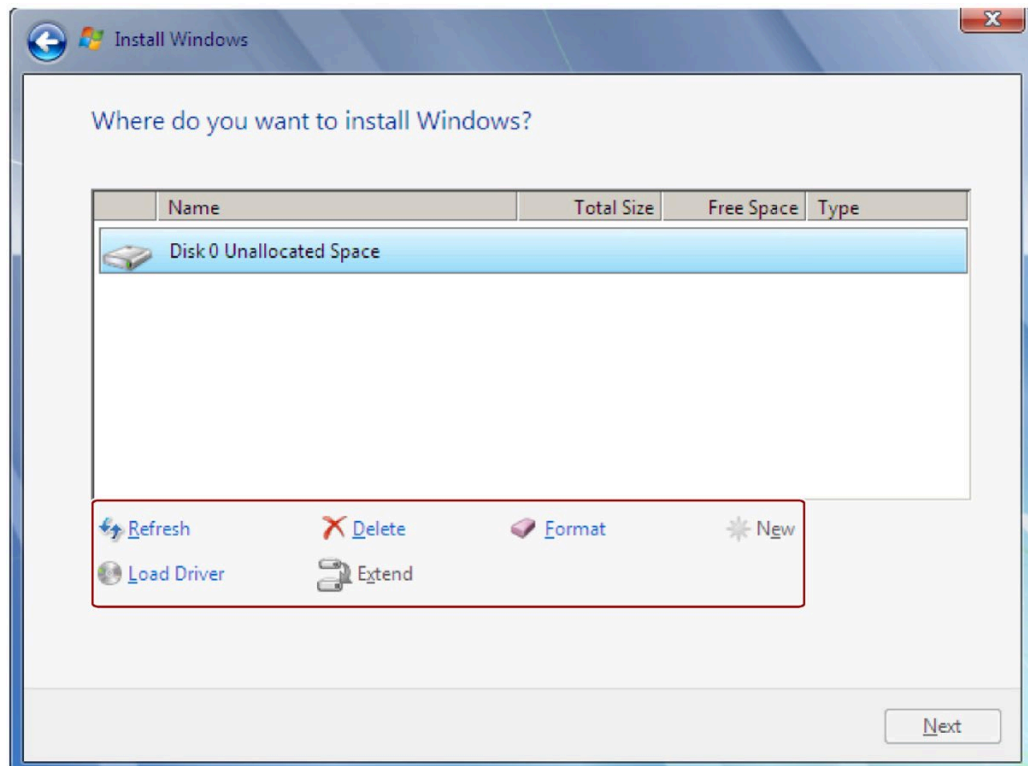 Install Windows
Where do you want to install Windows?
Name Total Size Free Space Type
Disk 0 Unallocated Space
Refresh Delete Format New
Load Driver Extend
Next